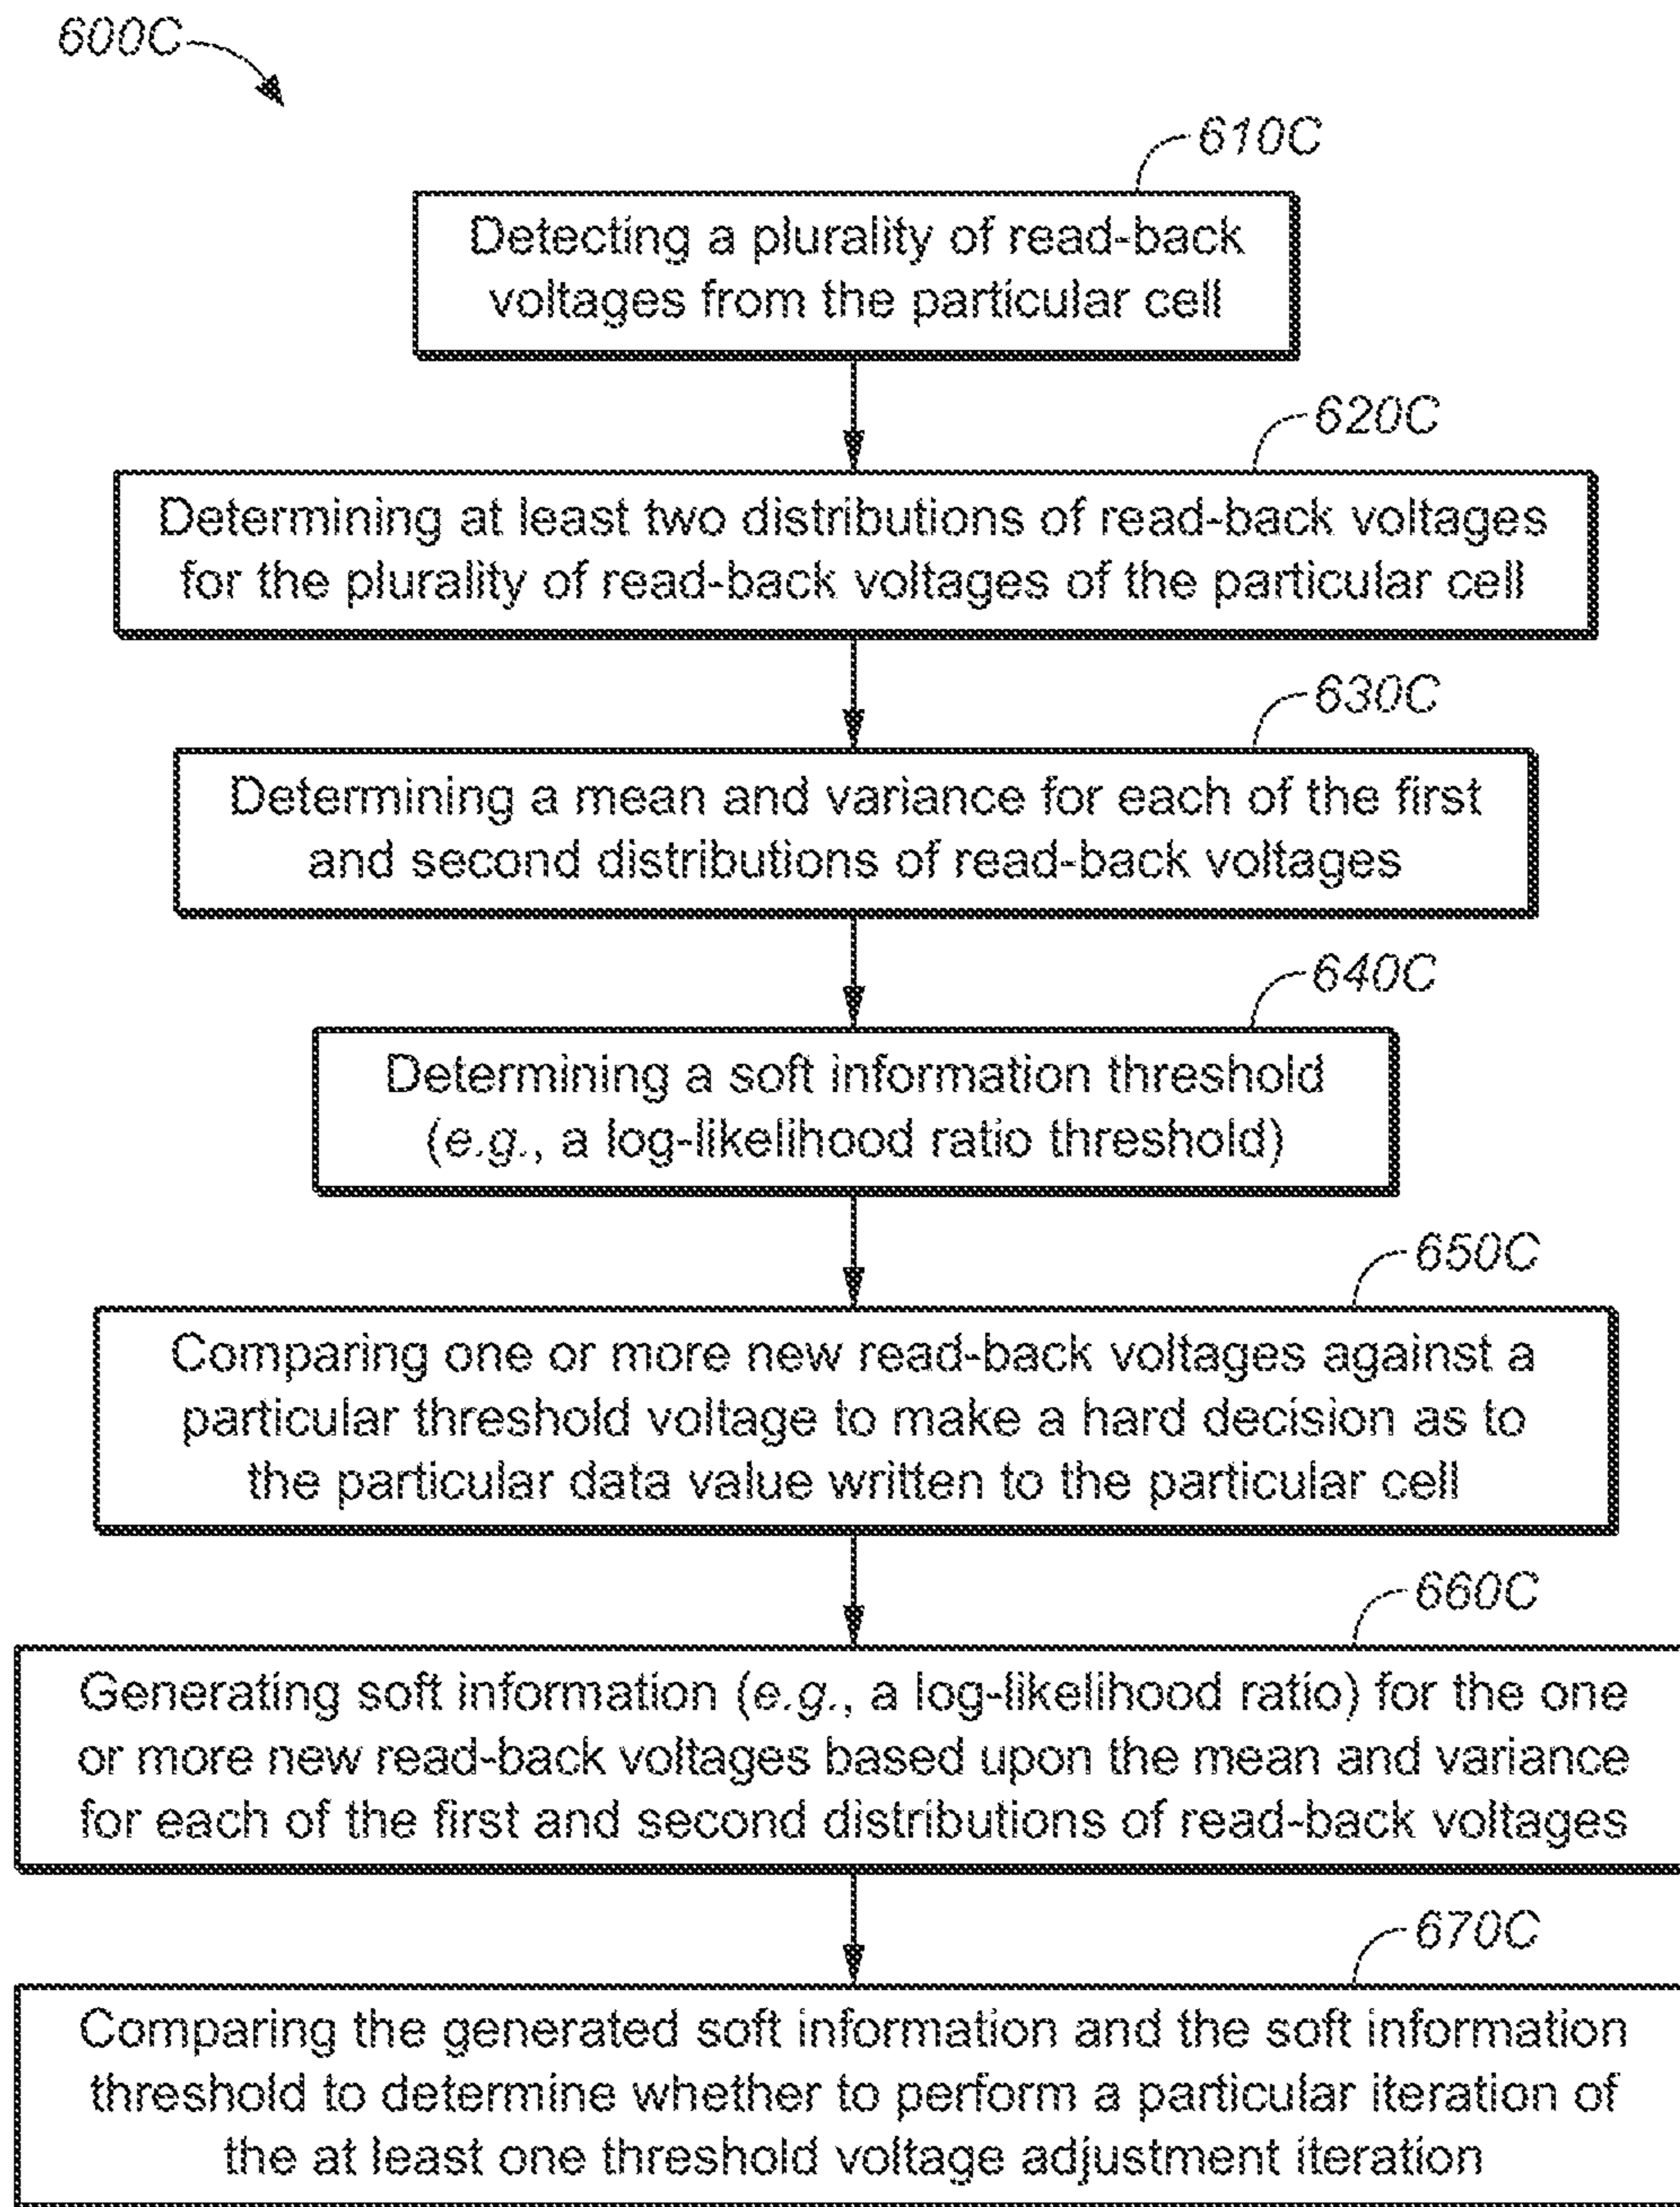 600C
610C
Detecting a plurality of read-back
voltages from the particular cell
620C
Determining at least two distributions of read-back voltages
for the plurality of read-back voltages of the particular cell
630C
Determining a mean and variance for each of the first
and second distributions of read-back voltages
640C
Determining a soft information threshold
(e.g., a log-likelihood ratio threshold)
650C
Comparing one or more new read-back voltages against a
particular threshold voltage to make a hard decision as to
the particular data value written to the particular cell
660C
Generating soft information (e.g., a log-likelihood ratio) for the one
or more new read-back voltages based upon the mean and variance
for each of the first and second distributions of read-back voltages
670C
Comparing the generated soft information and the soft information
threshold to determine whether to perform a particular iteration of
the at least one threshold voltage adjustment iteration